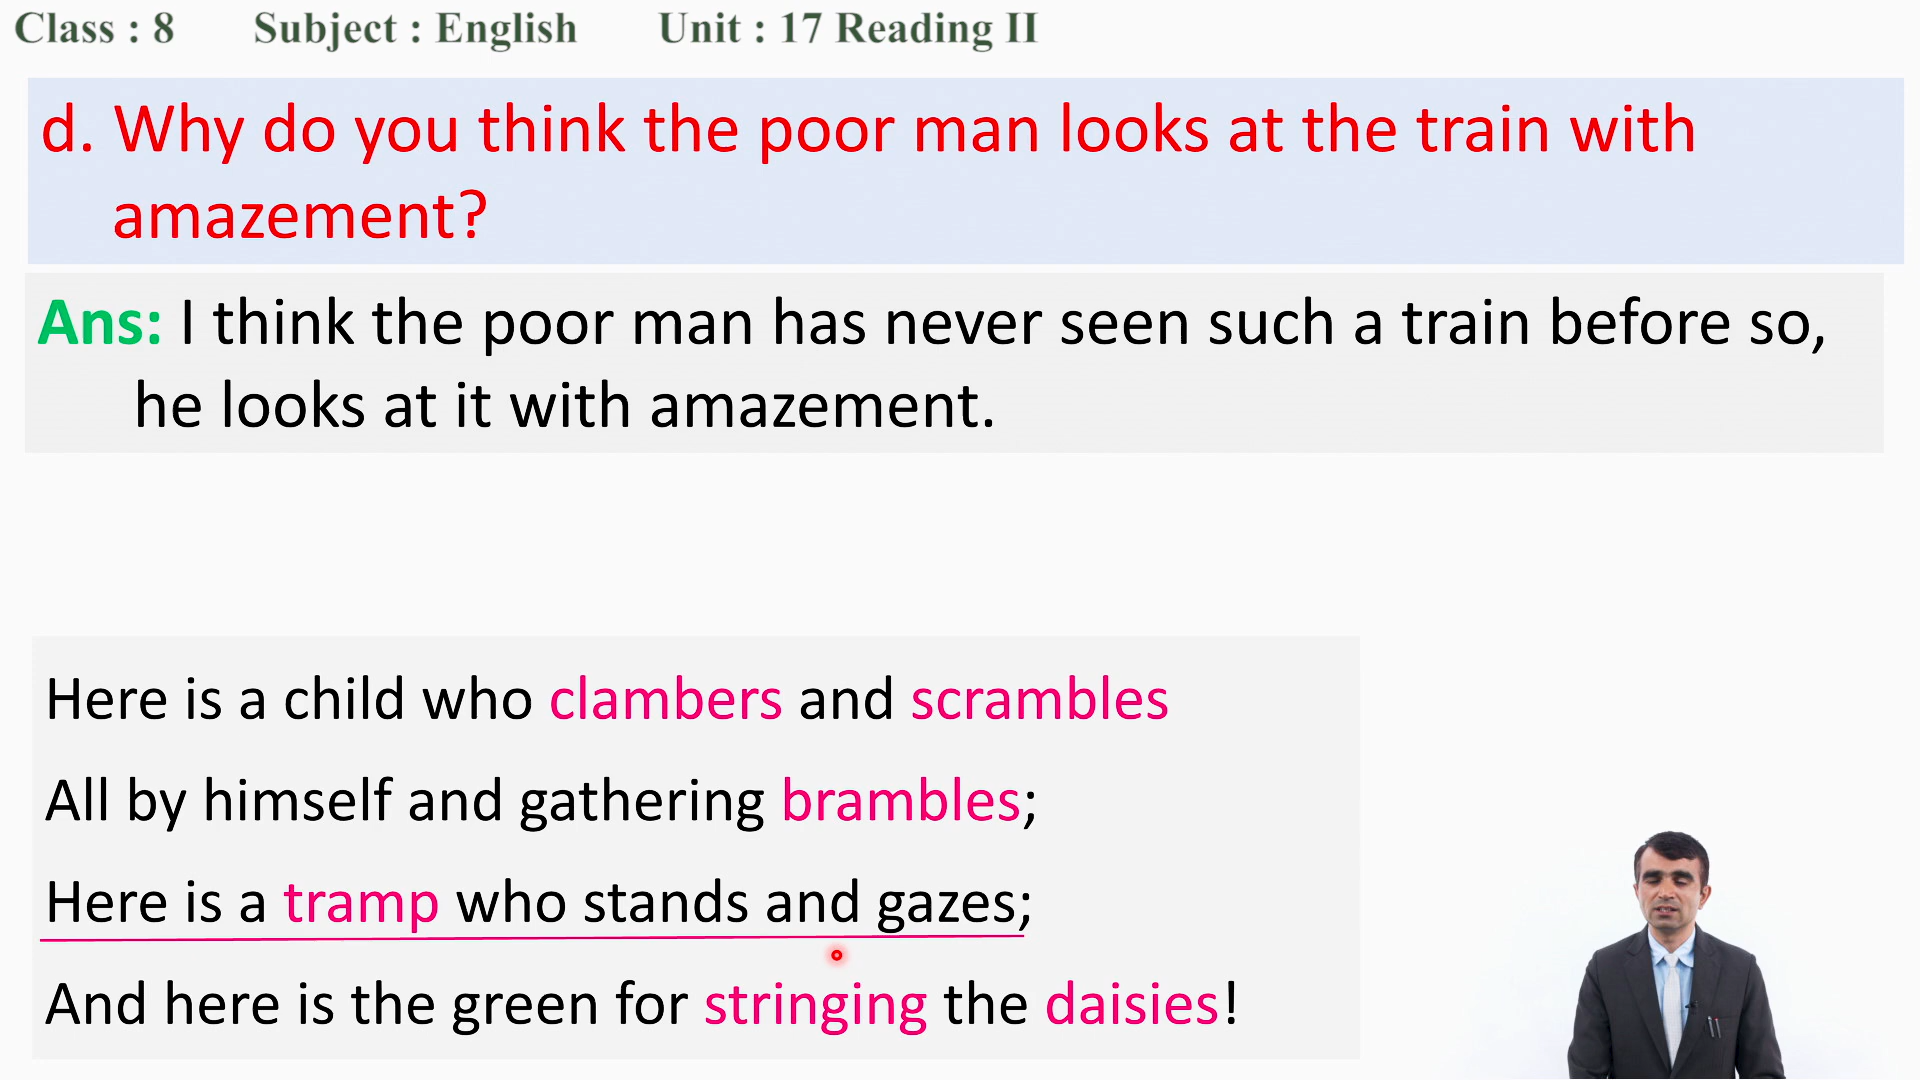 Class : 8 Subject : English Unit : 17 Reading II
d. Why do you think the poor man looks at the train with
amazement?
Ans: I think the poor man has never seen such a train before so,
he looks at it with amazement.
Here is a child who clambers and scrambles
All by himself and gathering brambles;
Here is a tramp who stands and gazes;
And here is the green for stringing the daisies!